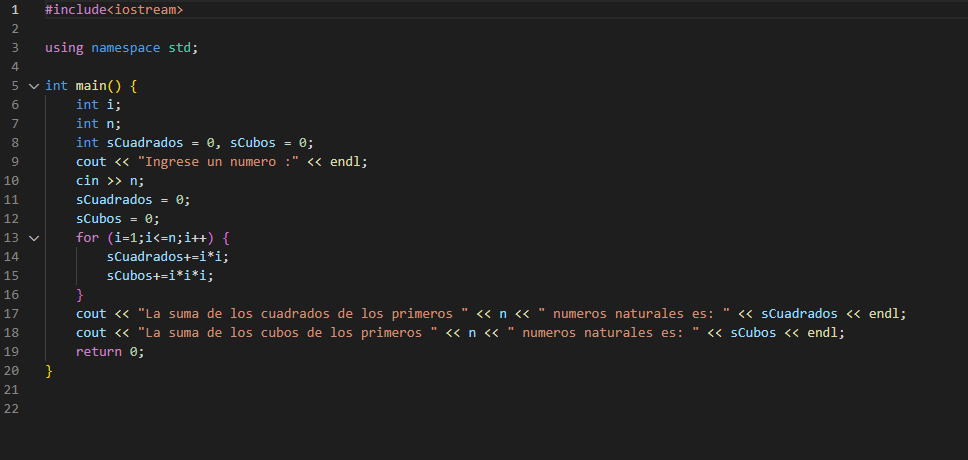 1 #include<iostream>
2
3 using namespace std;
4
5 int main() {
6 int i;
7 int n;
8 int sCuadrados = 0, sCubos = 0;
9 cout << "Ingrese un numero :" << endl;
10 cin >> n;
11 sCuadrados = 0;
12 sCubos = 0;
13 for (i=1;i<=n;i++) {
14 sCuadrados+=i*i;
15 sCubos+=i*i*i;
16 }
17 cout << "La suma de los cuadrados de los primeros " << n << " numeros naturales es: " << sCuadrados << endl;
18 cout << "La suma de los cubos de los primeros " << n << " numeros naturales es: " << sCubos << endl;
19 return 0;
20 }
21
22